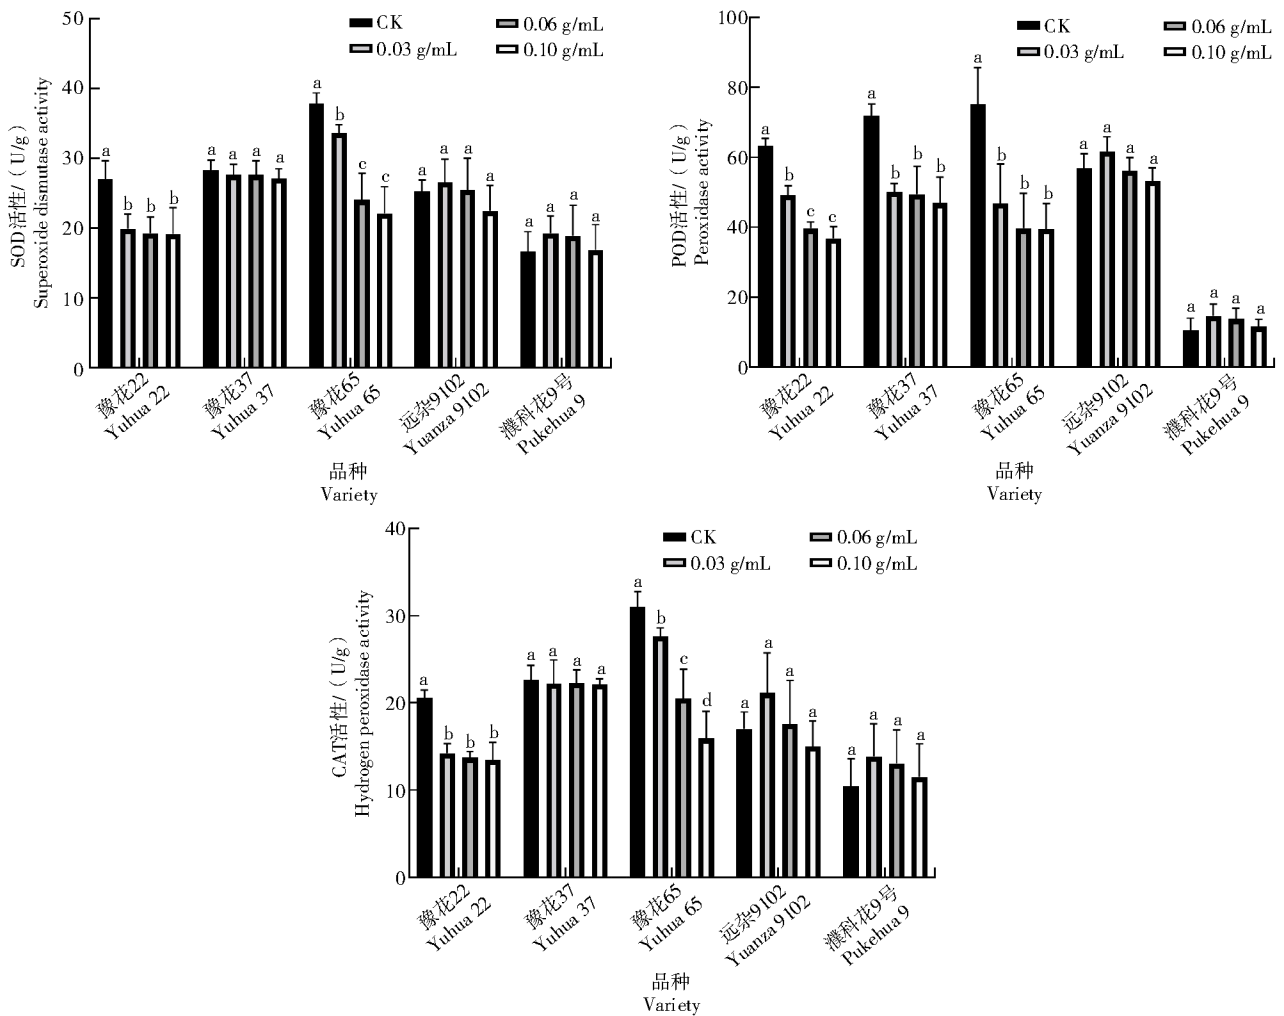 CK
0.06 g/mL
0.03 g/mL
0.10 g/mL
50
40
30
20
10
0
SOD活性/（U/g）
Superoxide dismutase activity
a b b b
a a a a
a b c c
a a a a
a a a a
豫花22
Yuhua 22
豫花37
Yuhua 37
豫花65
Yuhua 65
远杂9102
Yuanza 9102
濮科花9号
Pukehua 9
品种
Variety
CK
0.06 g/mL
0.03 g/mL
0.10 g/mL
100
80
60
40
20
0
POD活性/（U/g）
Peroxidase activity
a b c c
a b b b
a b b b
a a a a
a a a a
豫花22
Yuhua 22
豫花37
Yuhua 37
豫花65
Yuhua 65
远杂9102
Yuanza 9102
濮科花9号
Pukehua 9
品种
Variety
CK
0.06 g/mL
0.03 g/mL
0.10 g/mL
40
30
20
10
0
CAT活性/（U/g）
Hydrogen peroxidase activity
a b b b
a a a a
a b c d
a a a a
a a a a
豫花22
Yuhua 22
豫花37
Yuhua 37
豫花65
Yuhua 65
远杂9102
Yuanza 9102
濮科花9号
Pukehua 9
品种
Variety